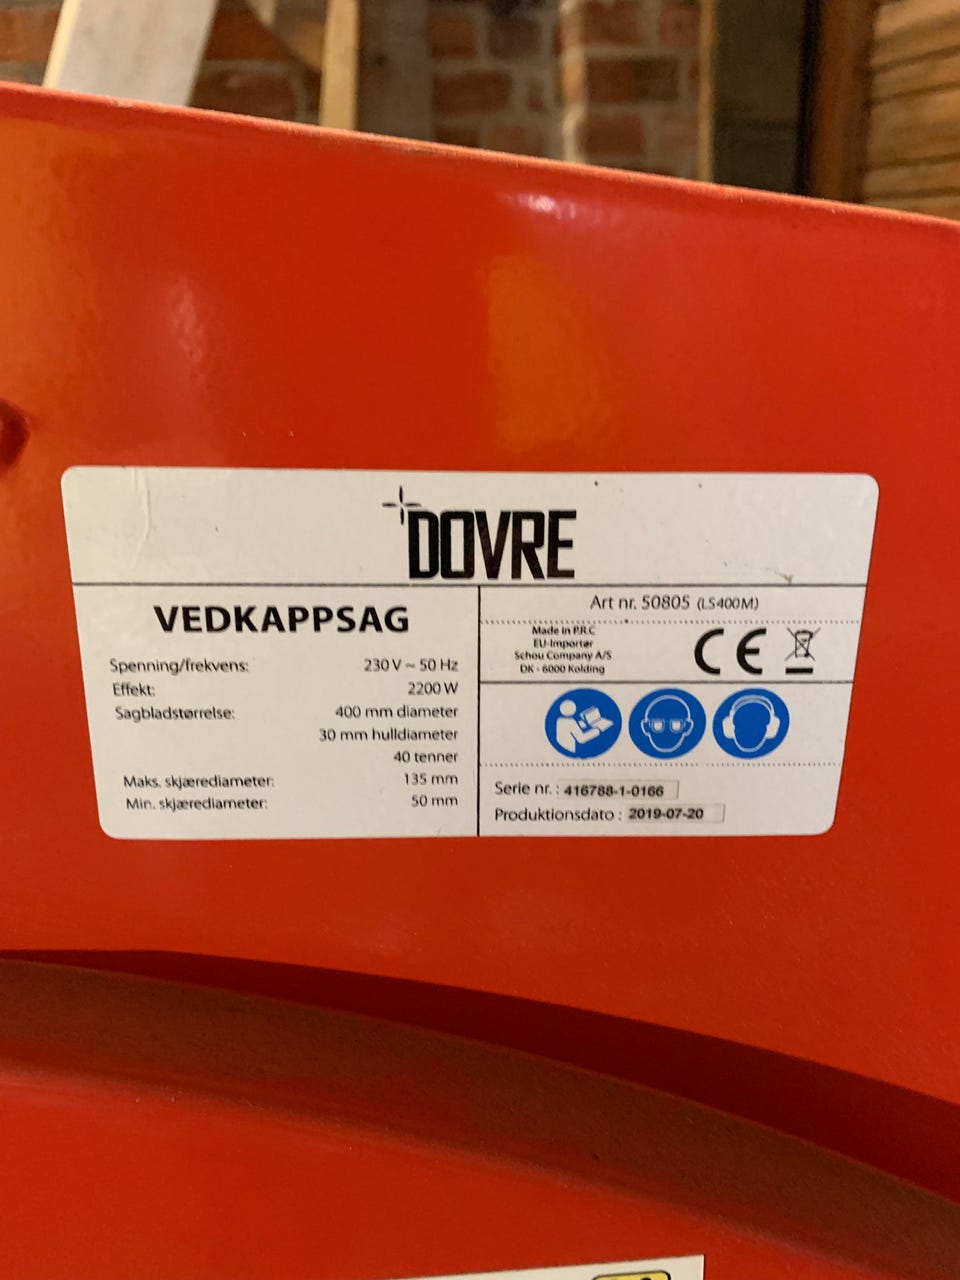 DOVRE
VEDKAPPSAG
Spenning/frekvens: 230 V ~ 50 Hz
Effekt: 2200 W
Sagbladstørrelse: 400 mm diameter
30 mm hulldiameter
40 tenner
Maks. skjærediameter: 135 mm
Min. skjærediameter: 50 mm
Art nr. 50805 (LS400M)
Made in P.R.C
EU-Importør
Schou Company A/S
DK - 6000 Kolding
CE
Serie nr. : 416788-1-0166
Produktionsdato : 2019-07-20